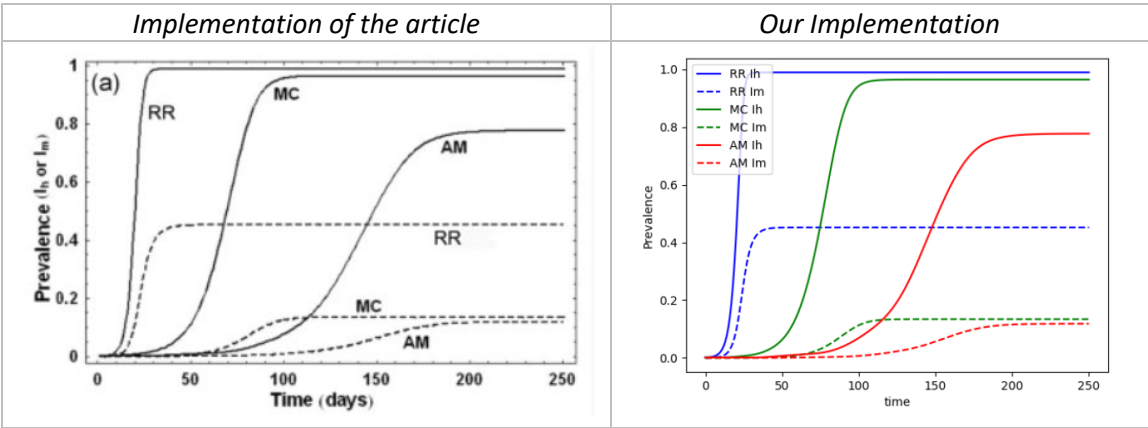 Implementation of the article
Our Implementation
(a)
1
0.8
0.6
0.4
0.2
0
RR
MC
AM
RR
MC
AM
Prevalence (I_h or I_m)
0 50 100 150 200 250
Time (days)
RR Ih
RR Im
MC Ih
MC Im
AM Ih
AM Im
1.0
0.8
0.6
0.4
0.2
0.0
Prevalence
0 50 100 150 200 250
time